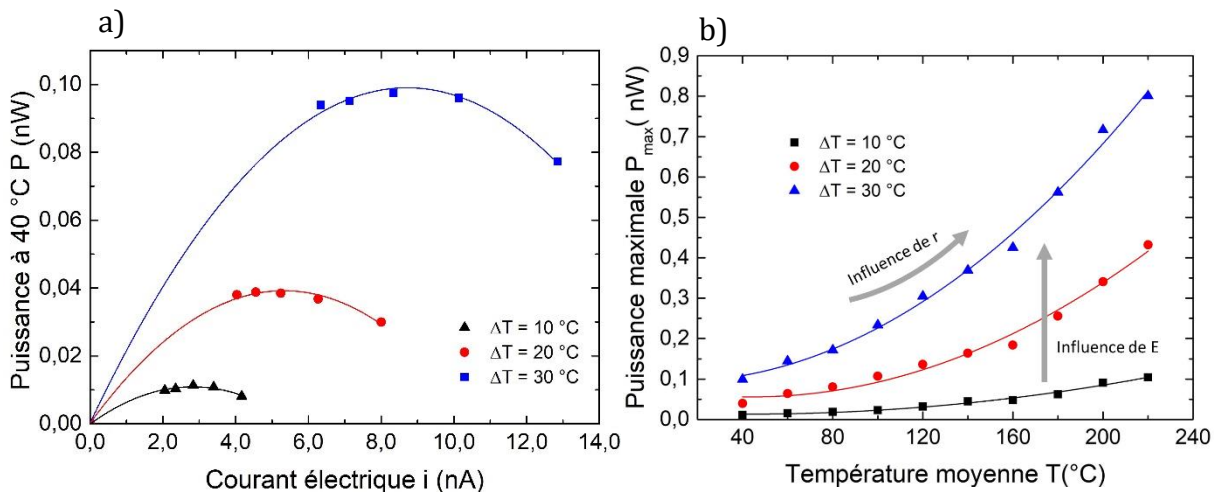 a)
Puissance à 40 °C P (nW)
0,10
0,08
0,06
0,04
0,02
0,00
ΔT = 10 °C
ΔT = 20 °C
ΔT = 30 °C
0,0 2,0 4,0 6,0 8,0 10,0 12,0 14,0
Courant électrique i (nA)
b)
Puissance maximale P_max( nW)
0,9
0,8
0,7
0,6
0,5
0,4
0,3
0,2
0,1
0,0
ΔT = 10 °C
ΔT = 20 °C
ΔT = 30 °C
Influence de r
Influence de E
40 80 120 160 200 240
Température moyenne T(°C)